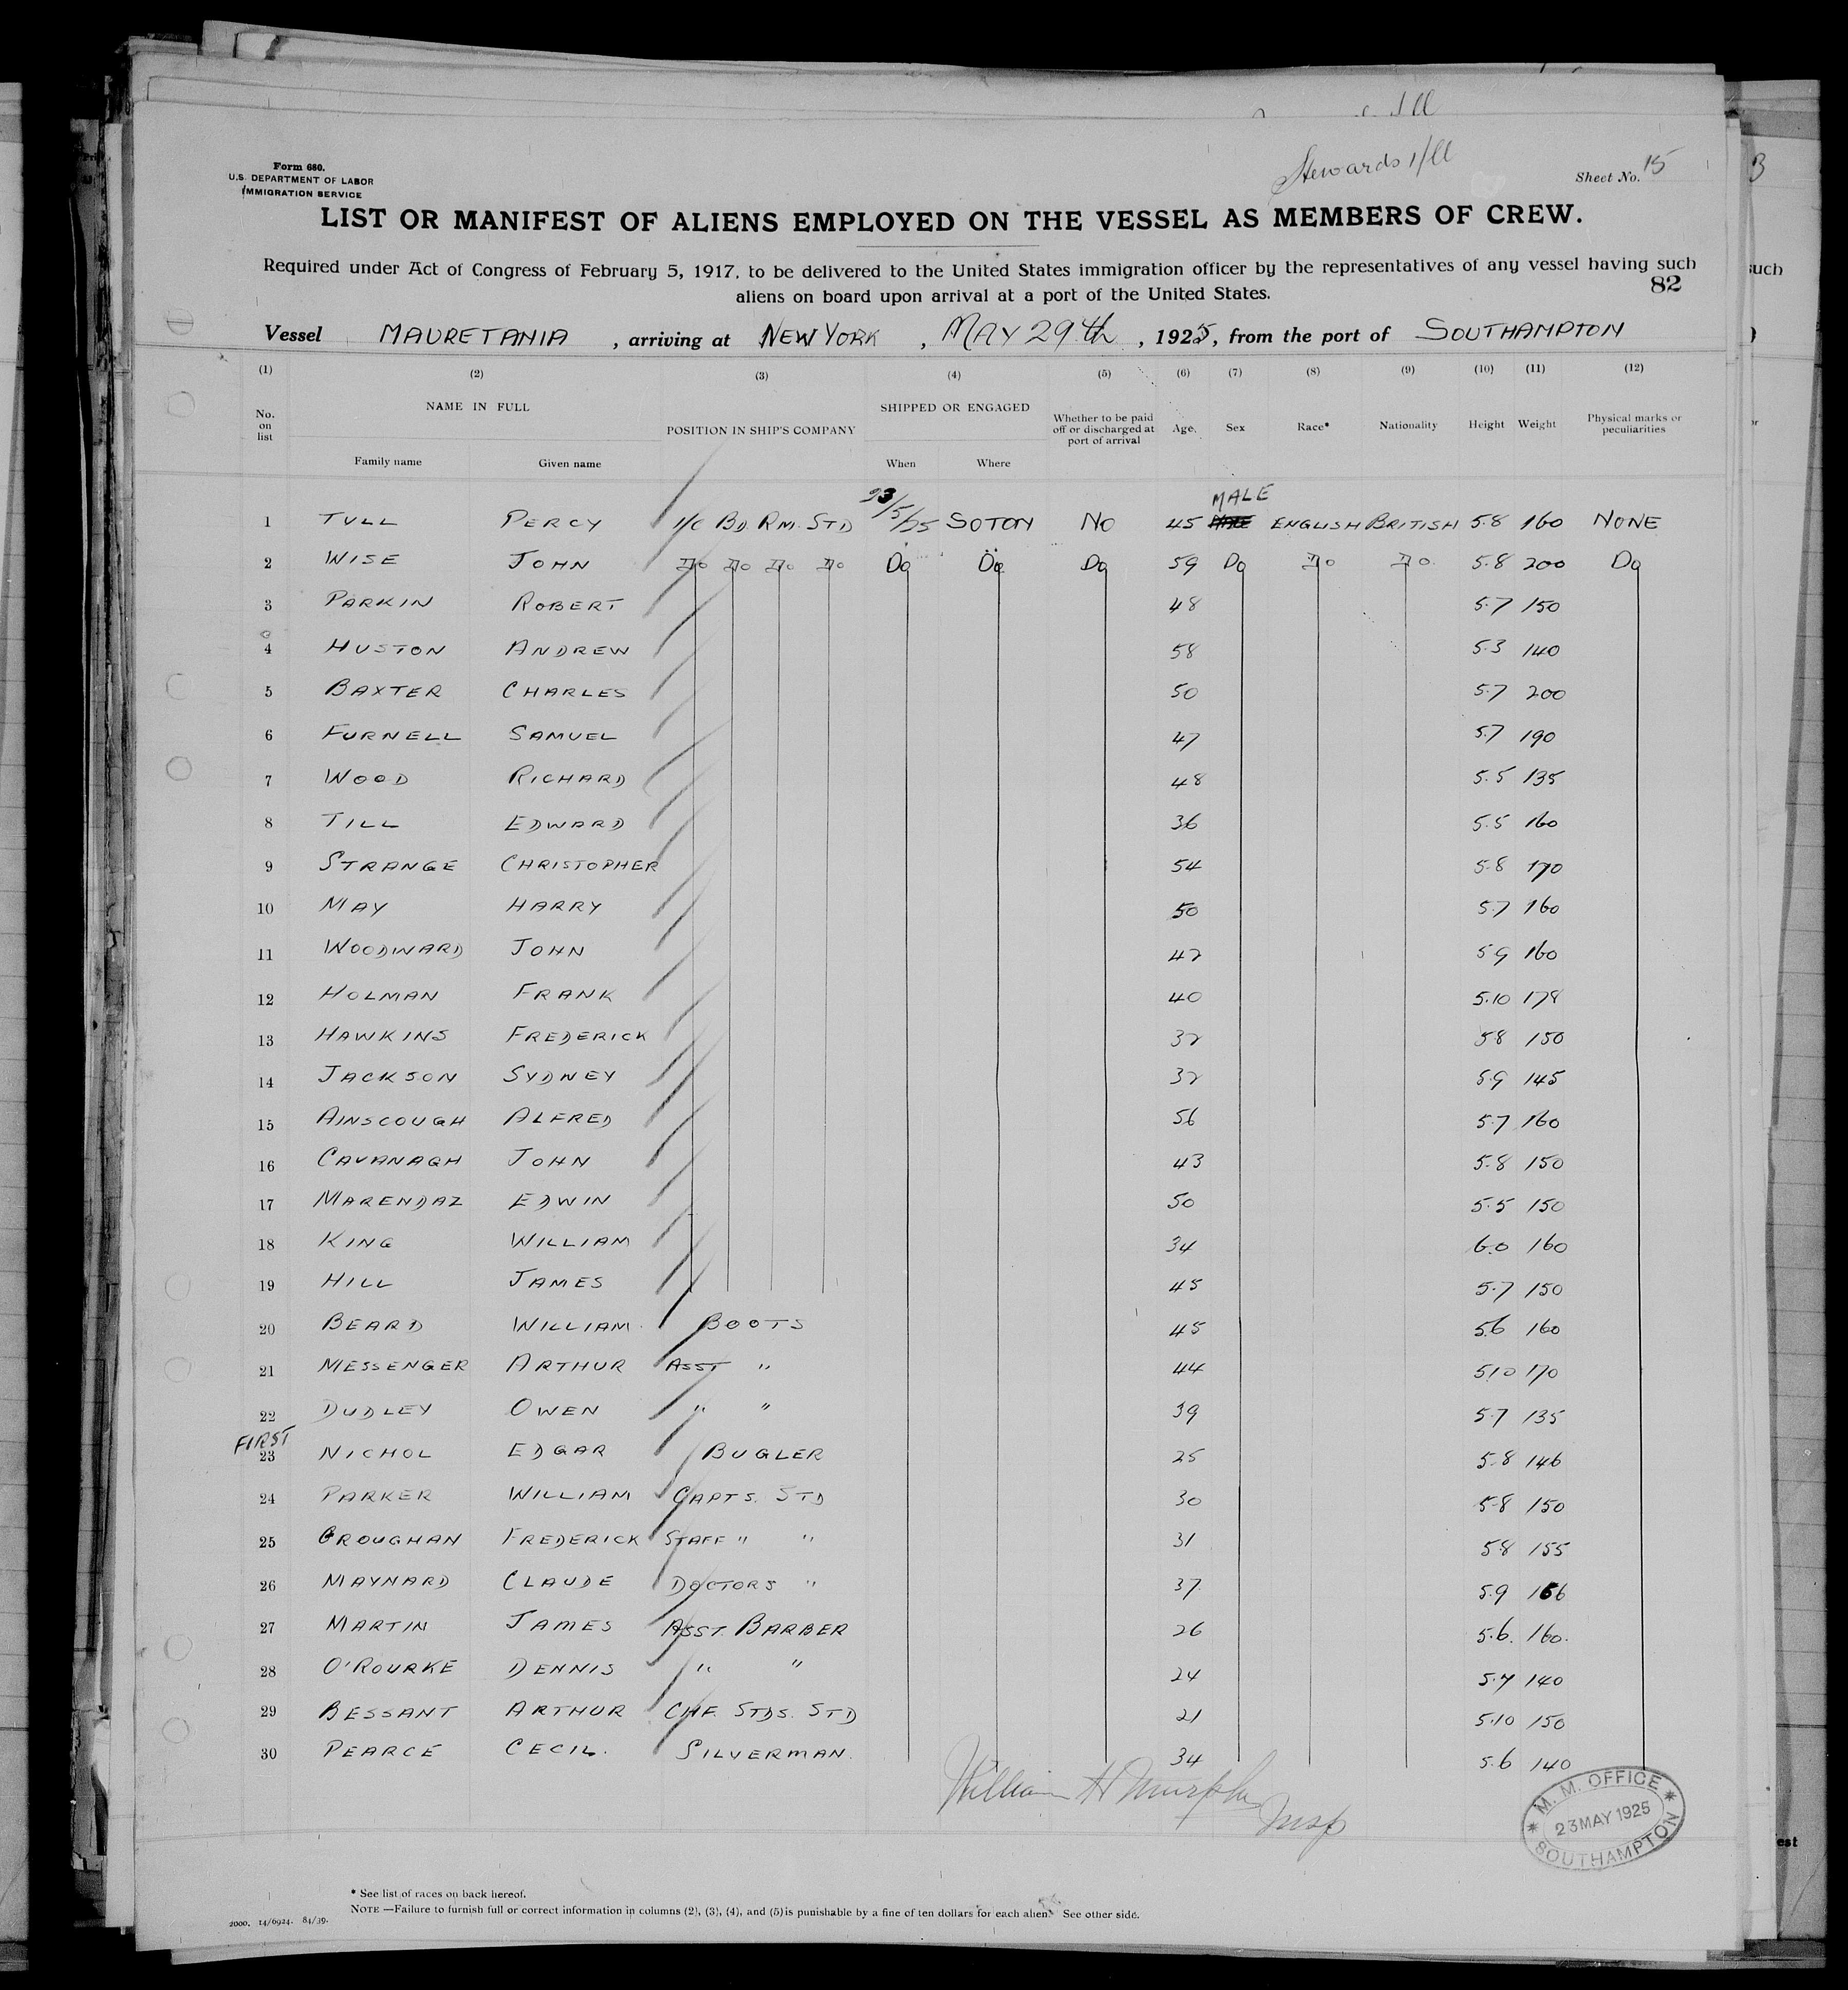 Stewards 1/cl
Form 680.
U.S. DEPARTMENT OF LABOR
IMMIGRATION SERVICE
Sheet No. 15
LIST OR MANIFEST OF ALIENS EMPLOYED ON THE VESSEL AS MEMBERS OF CREW.
Required under Act of Congress of February 5, 1917, to be delivered to the United States immigration officer by the representatives of any vessel having such
aliens on board upon arrival at a port of the United States.
82
Vessel MAURETANIA, arriving at NEW YORK, MAY 29th, 1925, from the port of SOUTHAMPTON
(1) (2) (3) (4) (5) (6) (7) (8) (9) (10) (11) (12)
No. on list NAME IN FULL POSITION IN SHIP'S COMPANY SHIPPED OR ENGAGED Whether to be paid off or discharged at port of arrival Age. Sex Race* Nationality Height Weight Physical marks or peculiarities
Family name Given name When Where
1 TULL PERCY 1/C BD. RM. STD 23/5/25 SOTON NO 45 MALE ENGLISH BRITISH 5.8 160 NONE
2 WISE JOHN Do Do Do Do Do Do Do 59 Do Do Do 5.8 200 Do
3 PARKIN ROBERT 48 5.7 150
4 HUSTON ANDREW 58 5.3 140
5 BAXTER CHARLES 50 5.7 200
6 FURNELL SAMUEL 47 5.7 190
7 WOOD RICHARD 48 5.5 135
8 TILL EDWARD 36 5.5 160
9 STRANGE CHRISTOPHER 54 5.8 170
10 MAY HARRY 50 5.7 160
11 WOODWARD JOHN 42 5 9 160
12 HOLMAN FRANK 40 5.10 178
13 HAWKINS FREDERICK 32 5.8 150
14 JACKSON SYDNEY 32 5.9 145
15 AINSCOUGH ALFRED 56 5.7 160
16 CAVANAGH JOHN 43 5.8 150
17 MARENDAZ EDWIN 50 5.5 150
18 KING WILLIAM 34 6.0 160
19 HILL JAMES 45 5.7 150
20 BEARD WILLIAM BOOTS 45 5.6 160
21 MESSENGER ARTHUR ASST " 44 5.10 170
22 DUDLEY OWEN " " 39 5.7 135
FIRST
23 NICHOL EDGAR BUGLER 25 5.8 146
24 PARKER WILLIAM CAPTS. STD 30 5.8 150
25 CROUGHAN FREDERICK STAFF " " 31 5.8 155
26 MAYNARD CLAUDE DOCTORS " 37 5.9 156
27 MARTIN JAMES ASST. BARBER 26 5.6. 160.
28 O'ROURKE DENNIS " " 24 5.7 140
29 BESSANT ARTHUR CHF. STDS. STD 21 5.10 150
30 PEARCE CECIL. SILVERMAN. 34 5.6 140
William H Murphy
Insp
M. M. OFFICE
23 MAY 1925
SOUTHAMPTON
* See list of races on back hereof.
NOTE.—Failure to furnish full or correct information in columns (2), (3), (4), and (5) is punishable by a fine of ten dollars for each alien. See other side.
2000. 14/6924. 84/39.